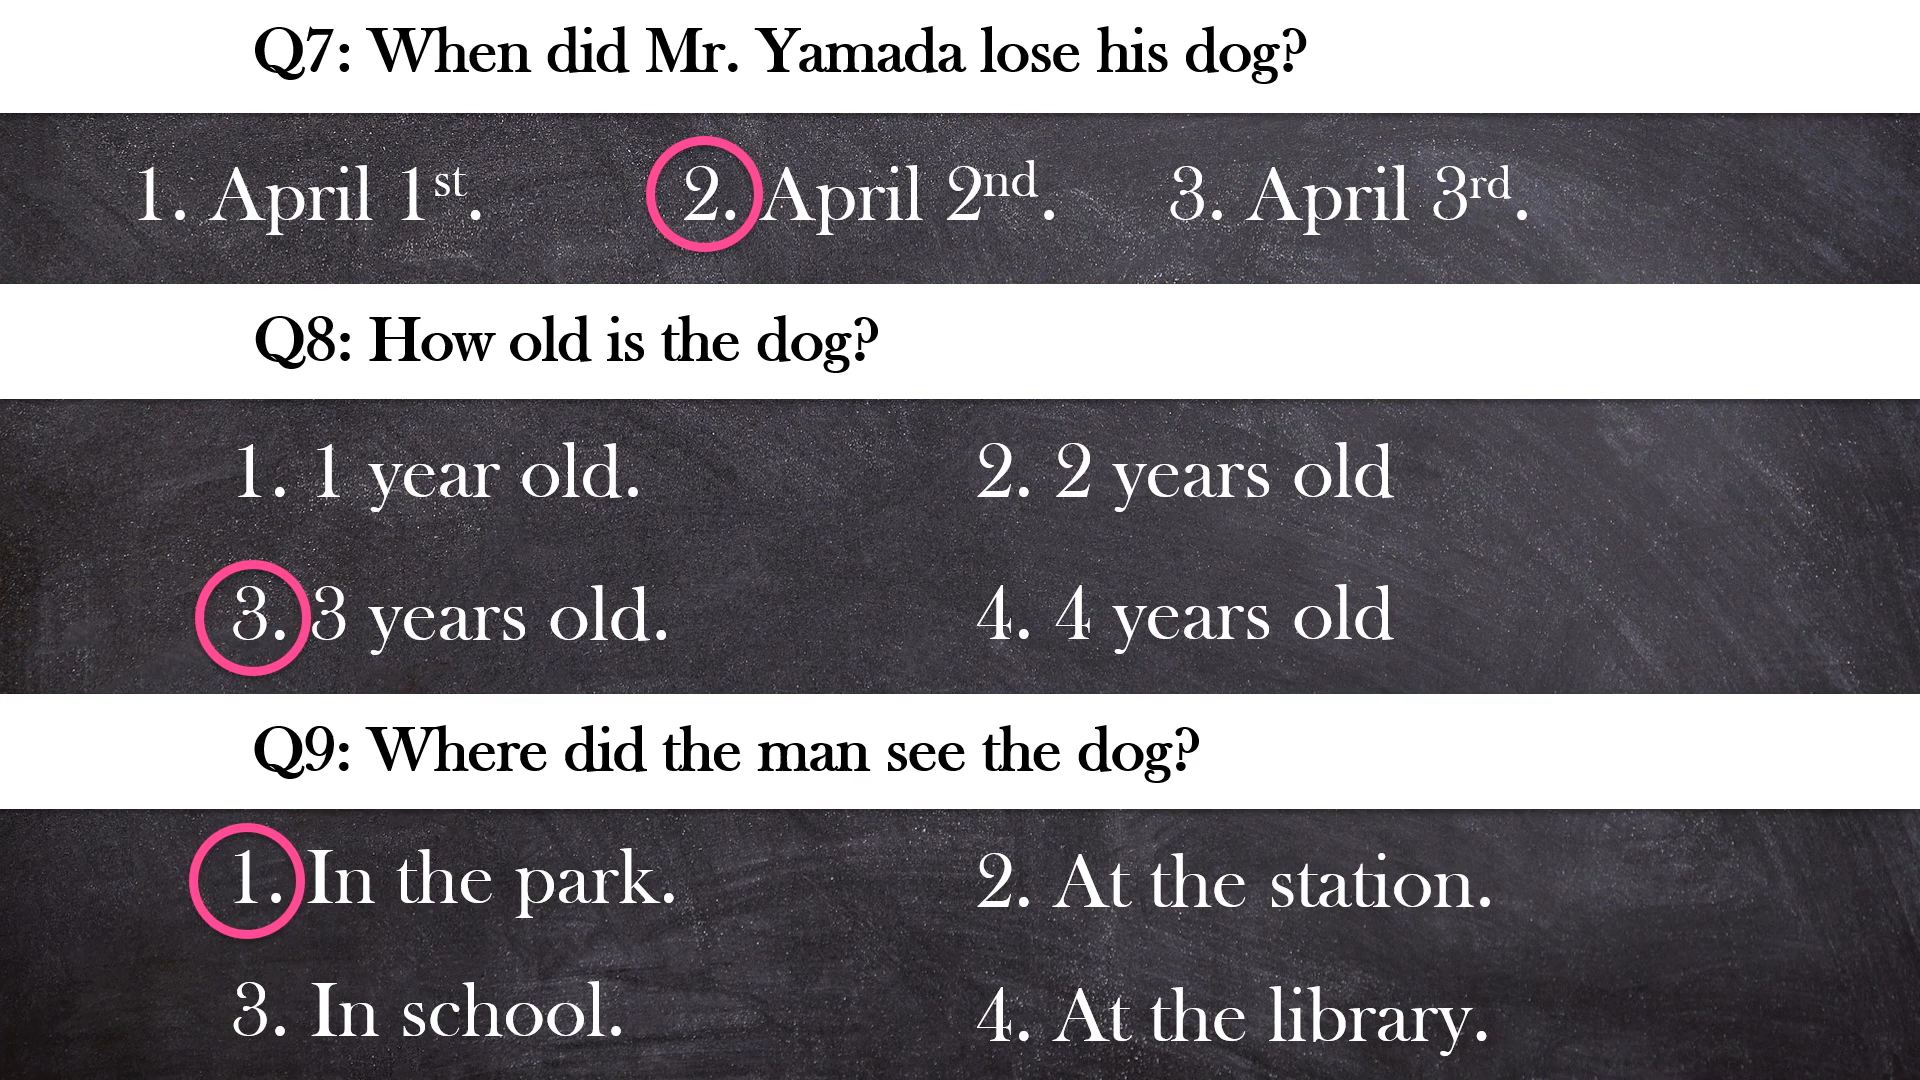 Q7: When did Mr. Yamada lose his dog?
1. April 1st. 2. April 2nd. 3. April 3rd.
Q8: How old is the dog?
1. 1 year old. 2. 2 years old
3. 3 years old. 4. 4 years old
Q9: Where did the man see the dog?
1. In the park. 2. At the station.
3. In school. 4. At the library.